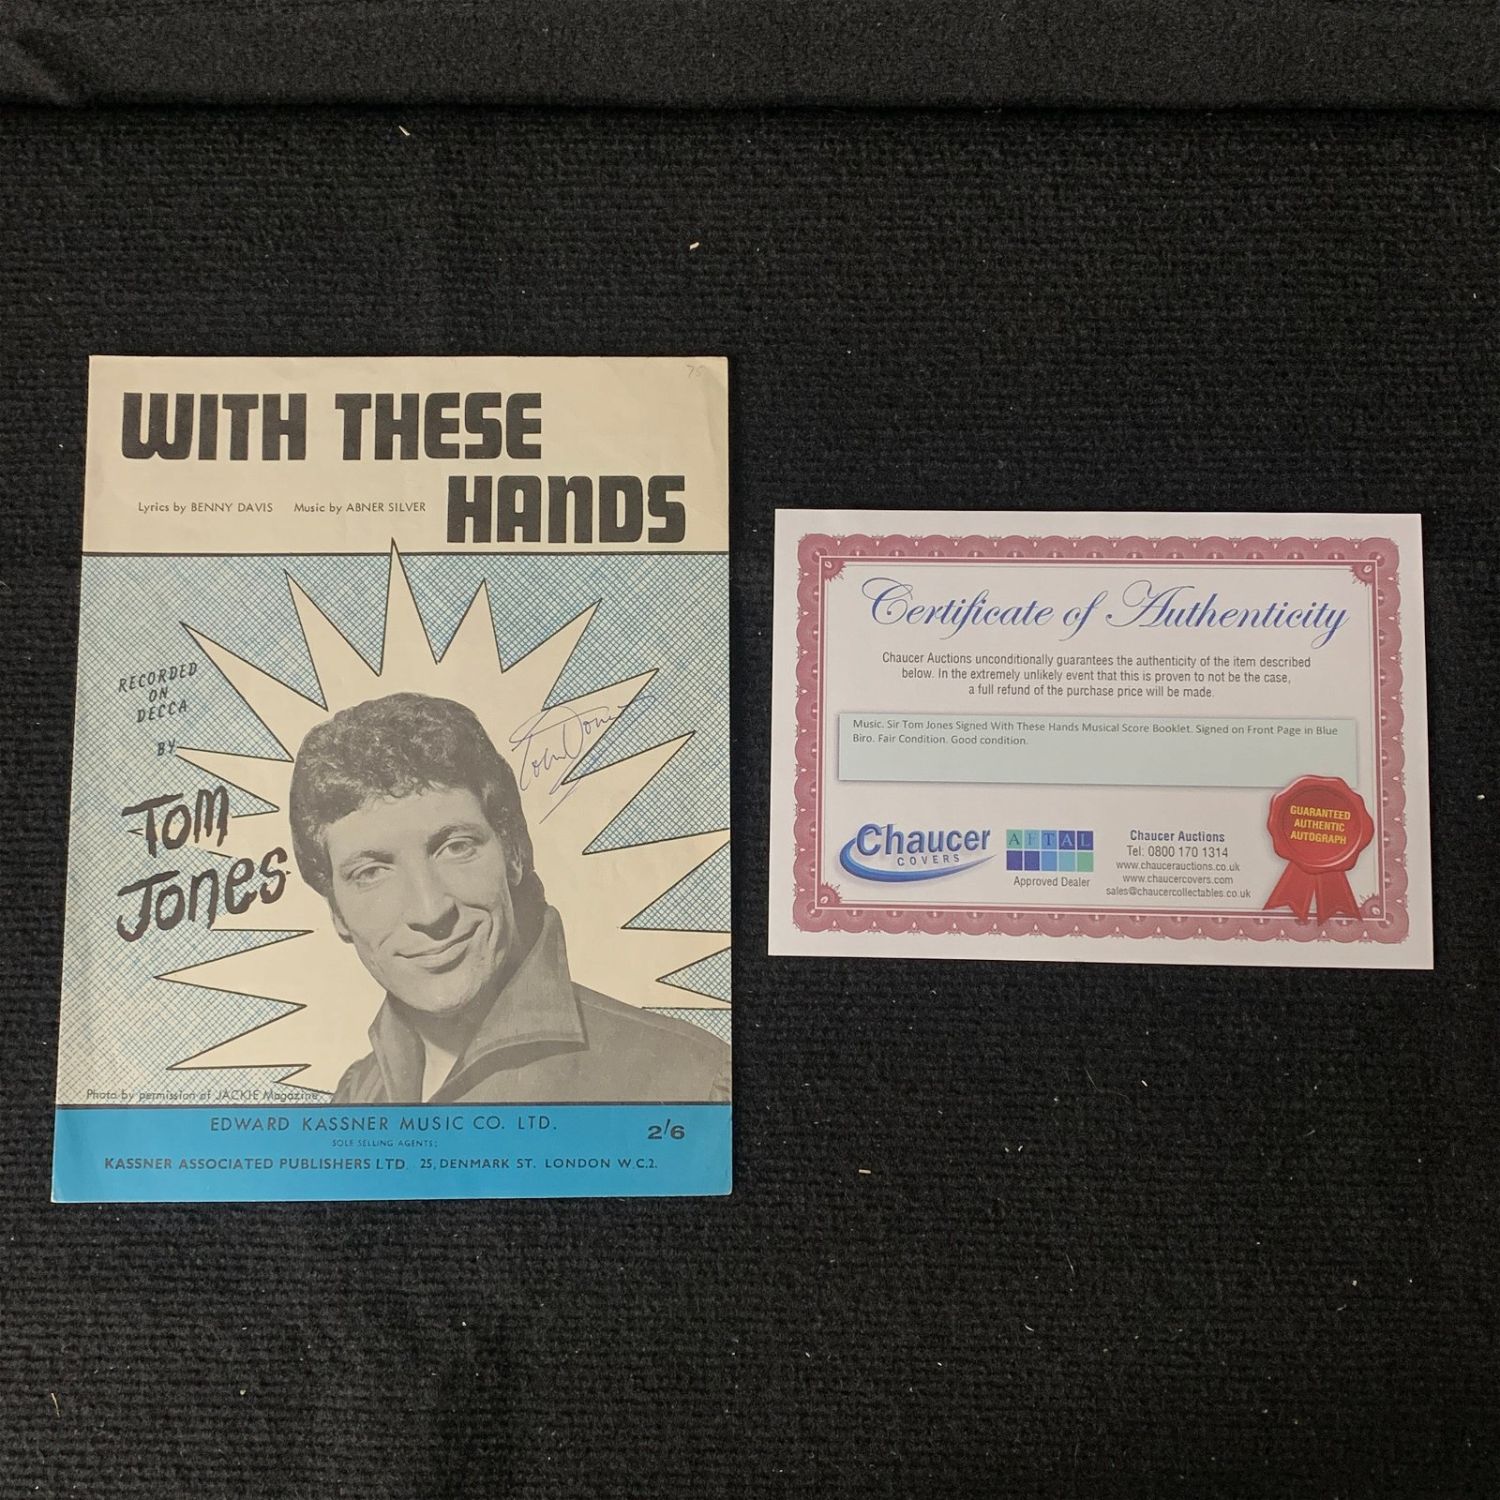 75
WITH THESE
HANDS
Lyrics by BENNY DAVIS Music by ABNER SILVER
RECORDED
ON
DECCA
BY
TOM
JONES
Tom Jones
Photo by permission of JACKIE Magazine
EDWARD KASSNER MUSIC CO. LTD.
SOLE SELLING AGENTS:
2/6
KASSNER ASSOCIATED PUBLISHERS LTD. 25, DENMARK ST. LONDON W.C.2.
Certificate of Authenticity
Chaucer Auctions unconditionally guarantees the authenticity of the item described
below. In the extremely unlikely event that this is proven to not be the case,
a full refund of the purchase price will be made.
Music. Sir Tom Jones Signed With These Hands Musical Score Booklet. Signed on Front Page in Blue
Biro. Fair Condition. Good condition.
Chaucer
COVERS
AFTAL
Approved Dealer
Chaucer Auctions
Tel: 0800 170 1314
www.chaucerauctions.co.uk
www.chaucercovers.com
sales@chaucercollectables.co.uk
GUARANTEED
AUTHENTIC
AUTOGRAPH